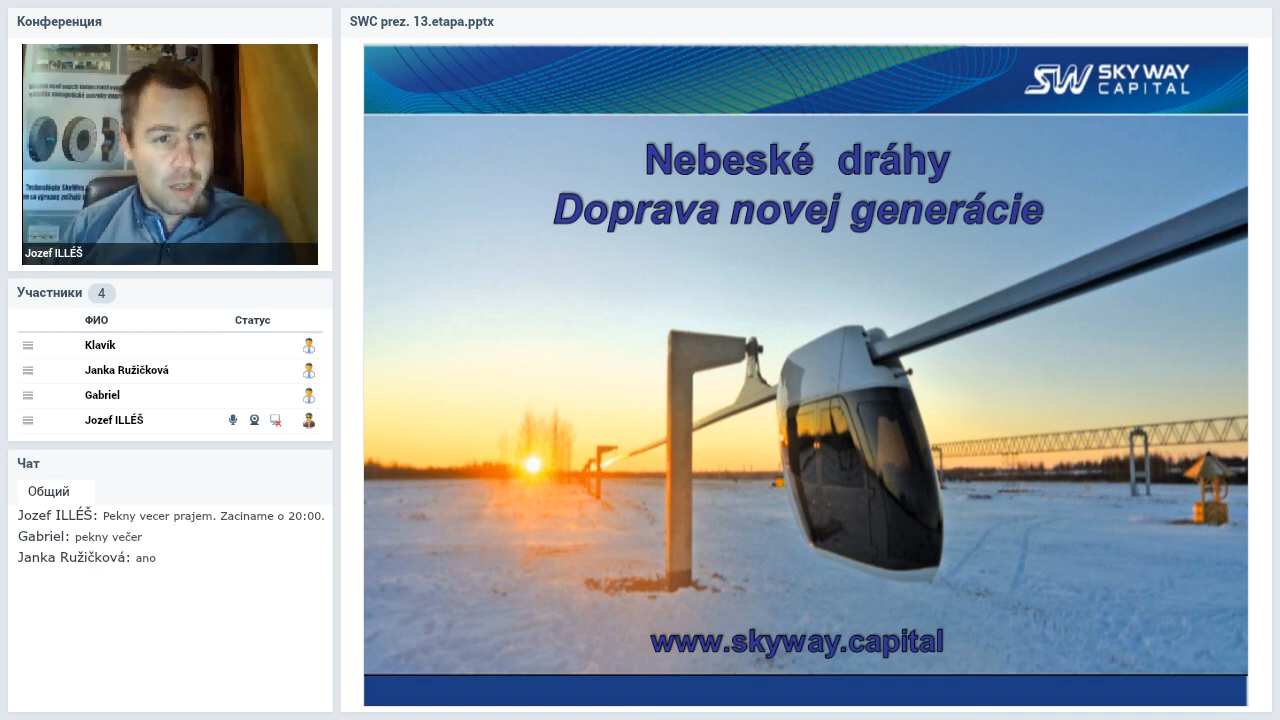 Конференция
Jozef ILLÉŠ
Участники 4
ФИО Статус
Klavík
Janka Ružičková
Gabriel
Jozef ILLÉŠ
Чат
Общий
Jozef ILLÉŠ: Pekny vecer prajem. Zaciname o 20:00.
Gabriel: pekny večer
Janka Ružičková: ano
SWC prez. 13.etapa.pptx
SW SKY WAY
CAPITAL
Nebeské dráhy
Doprava novej generácie
www.skyway.capital